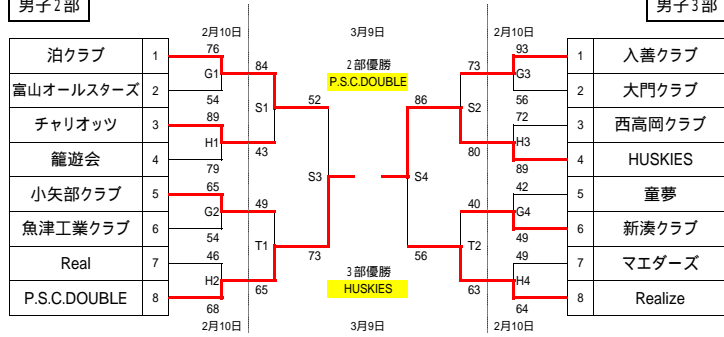 男子2部
男子3部
2月10日 3月9日 2月10日
泊クラブ 1 76 93 1 入善クラブ
G1 84 2部優勝 73 G3
富山オールスターズ 2 54 P.S.C.DOUBLE 56 2 大門クラブ
S1 52 86 S2
チャリオッツ 3 89 72 3 西高岡クラブ
H1 43 80 H3
籠遊会 4 79 89 4 HUSKIES
S3 S4
小矢部クラブ 5 65 42 5 童夢
G2 49 40 G4
魚津工業クラブ 6 54 49 6 新湊クラブ
T1 73 56 T2
Real 7 46 49 7 マエダーズ
H2 65 3部優勝 63 H4
P.S.C.DOUBLE 8 68 HUSKIES 64 8 Realize
2月10日 3月9日 2月10日